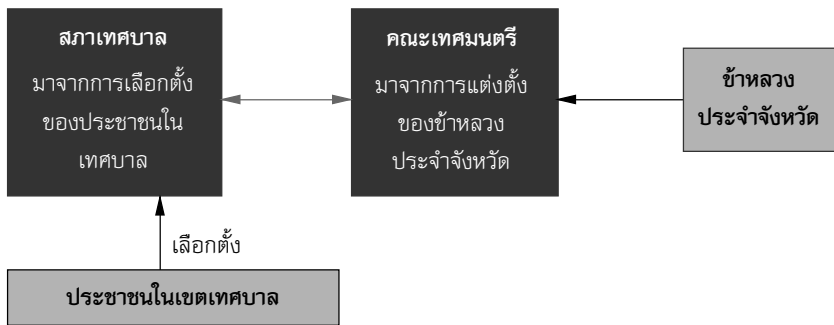 สภาเทศบาล
มาจากการเลือกตั้ง
ของประชาชนใน
เทศบาล
คณะเทศมนตรี
มาจากการแต่งตั้ง
ของข้าหลวง
ประจำจังหวัด
ข้าหลวง
ประจำจังหวัด
เลือกตั้ง
ประชาชนในเขตเทศบาล